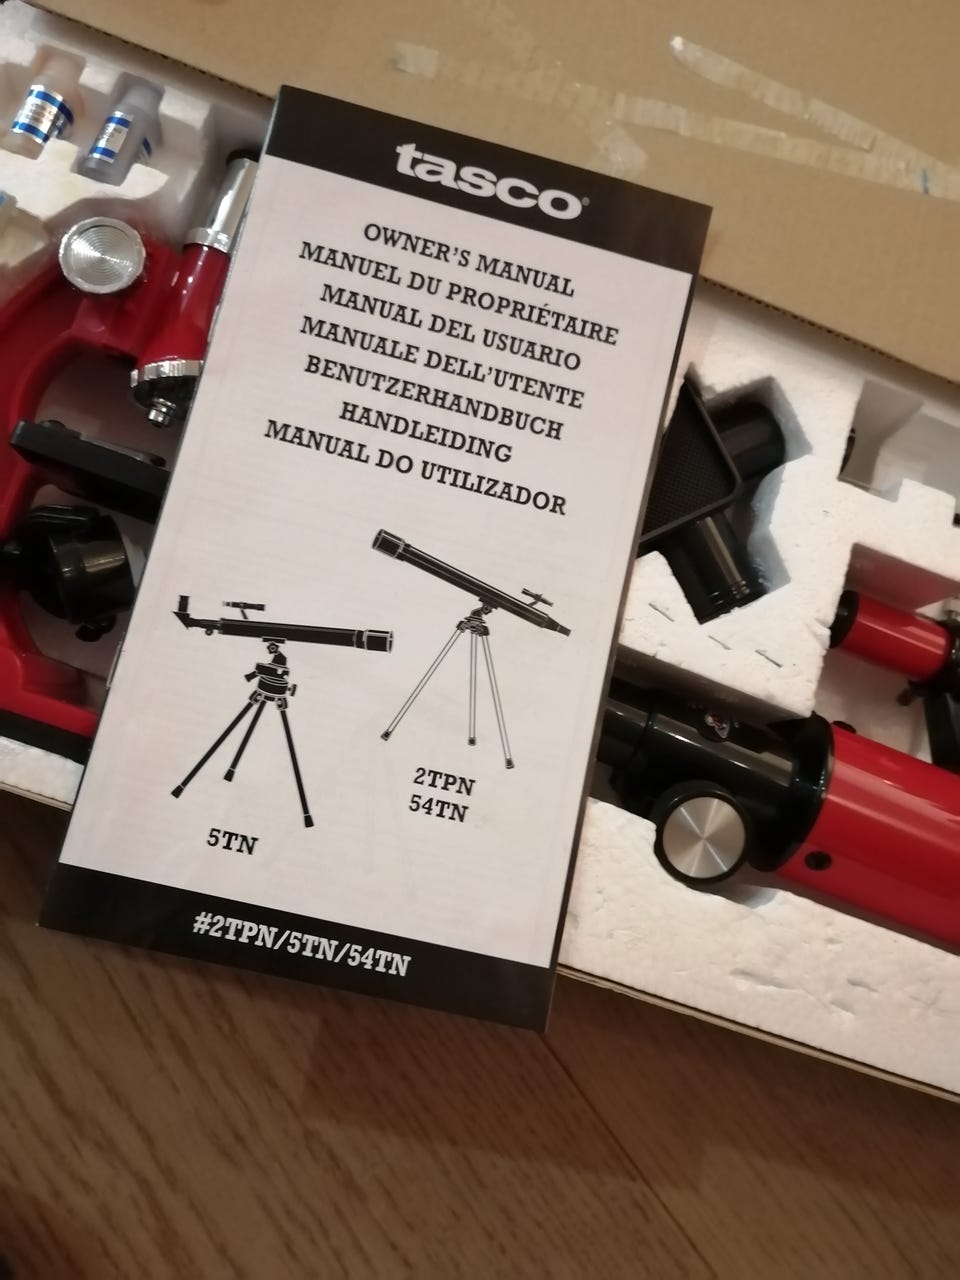 tasco®
OWNER'S MANUAL
MANUEL DU PROPRIÉTAIRE
MANUAL DEL USUARIO
MANUALE DELL'UTENTE
BENUTZERHANDBUCH
HANDLEIDING
MANUAL DO UTILIZADOR
2TPN
54TN
5TN
#2TPN/5TN/54TN